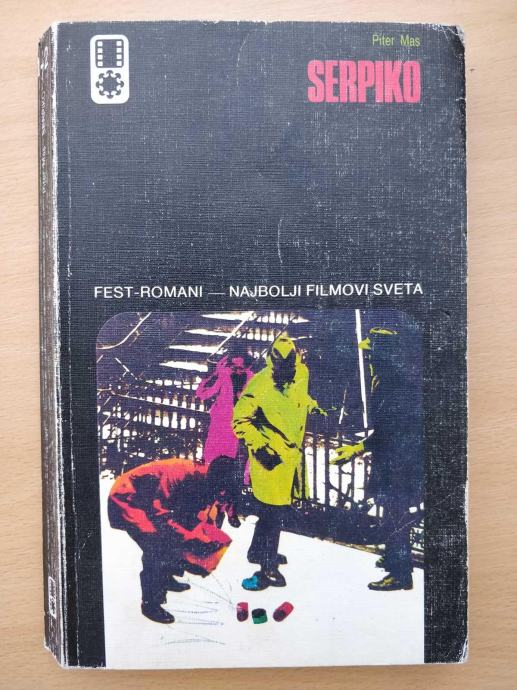 Piter Mas
SERPIKO
FEST-ROMANI — NAJBOLJI FILMOVI SVETA